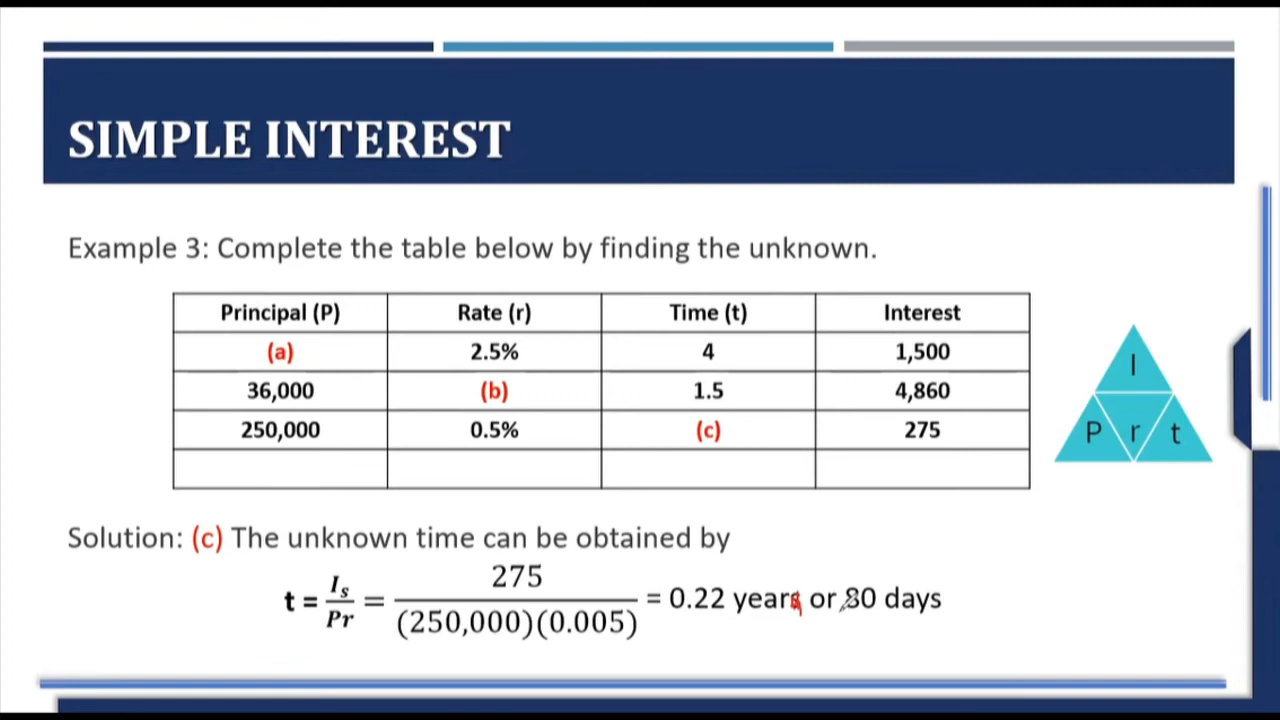 SIMPLE INTEREST
Example 3: Complete the table below by finding the unknown.
Principal (P) Rate (r) Time (t) Interest
(a) 2.5% 4 1,500
36,000 (b) 1.5 4,860
250,000 0.5% (c) 275
I
P r t
Solution: (c) The unknown time can be obtained by
t = Is/Pr = 275/(250,000)(0.005) = 0.22 years or 80 days